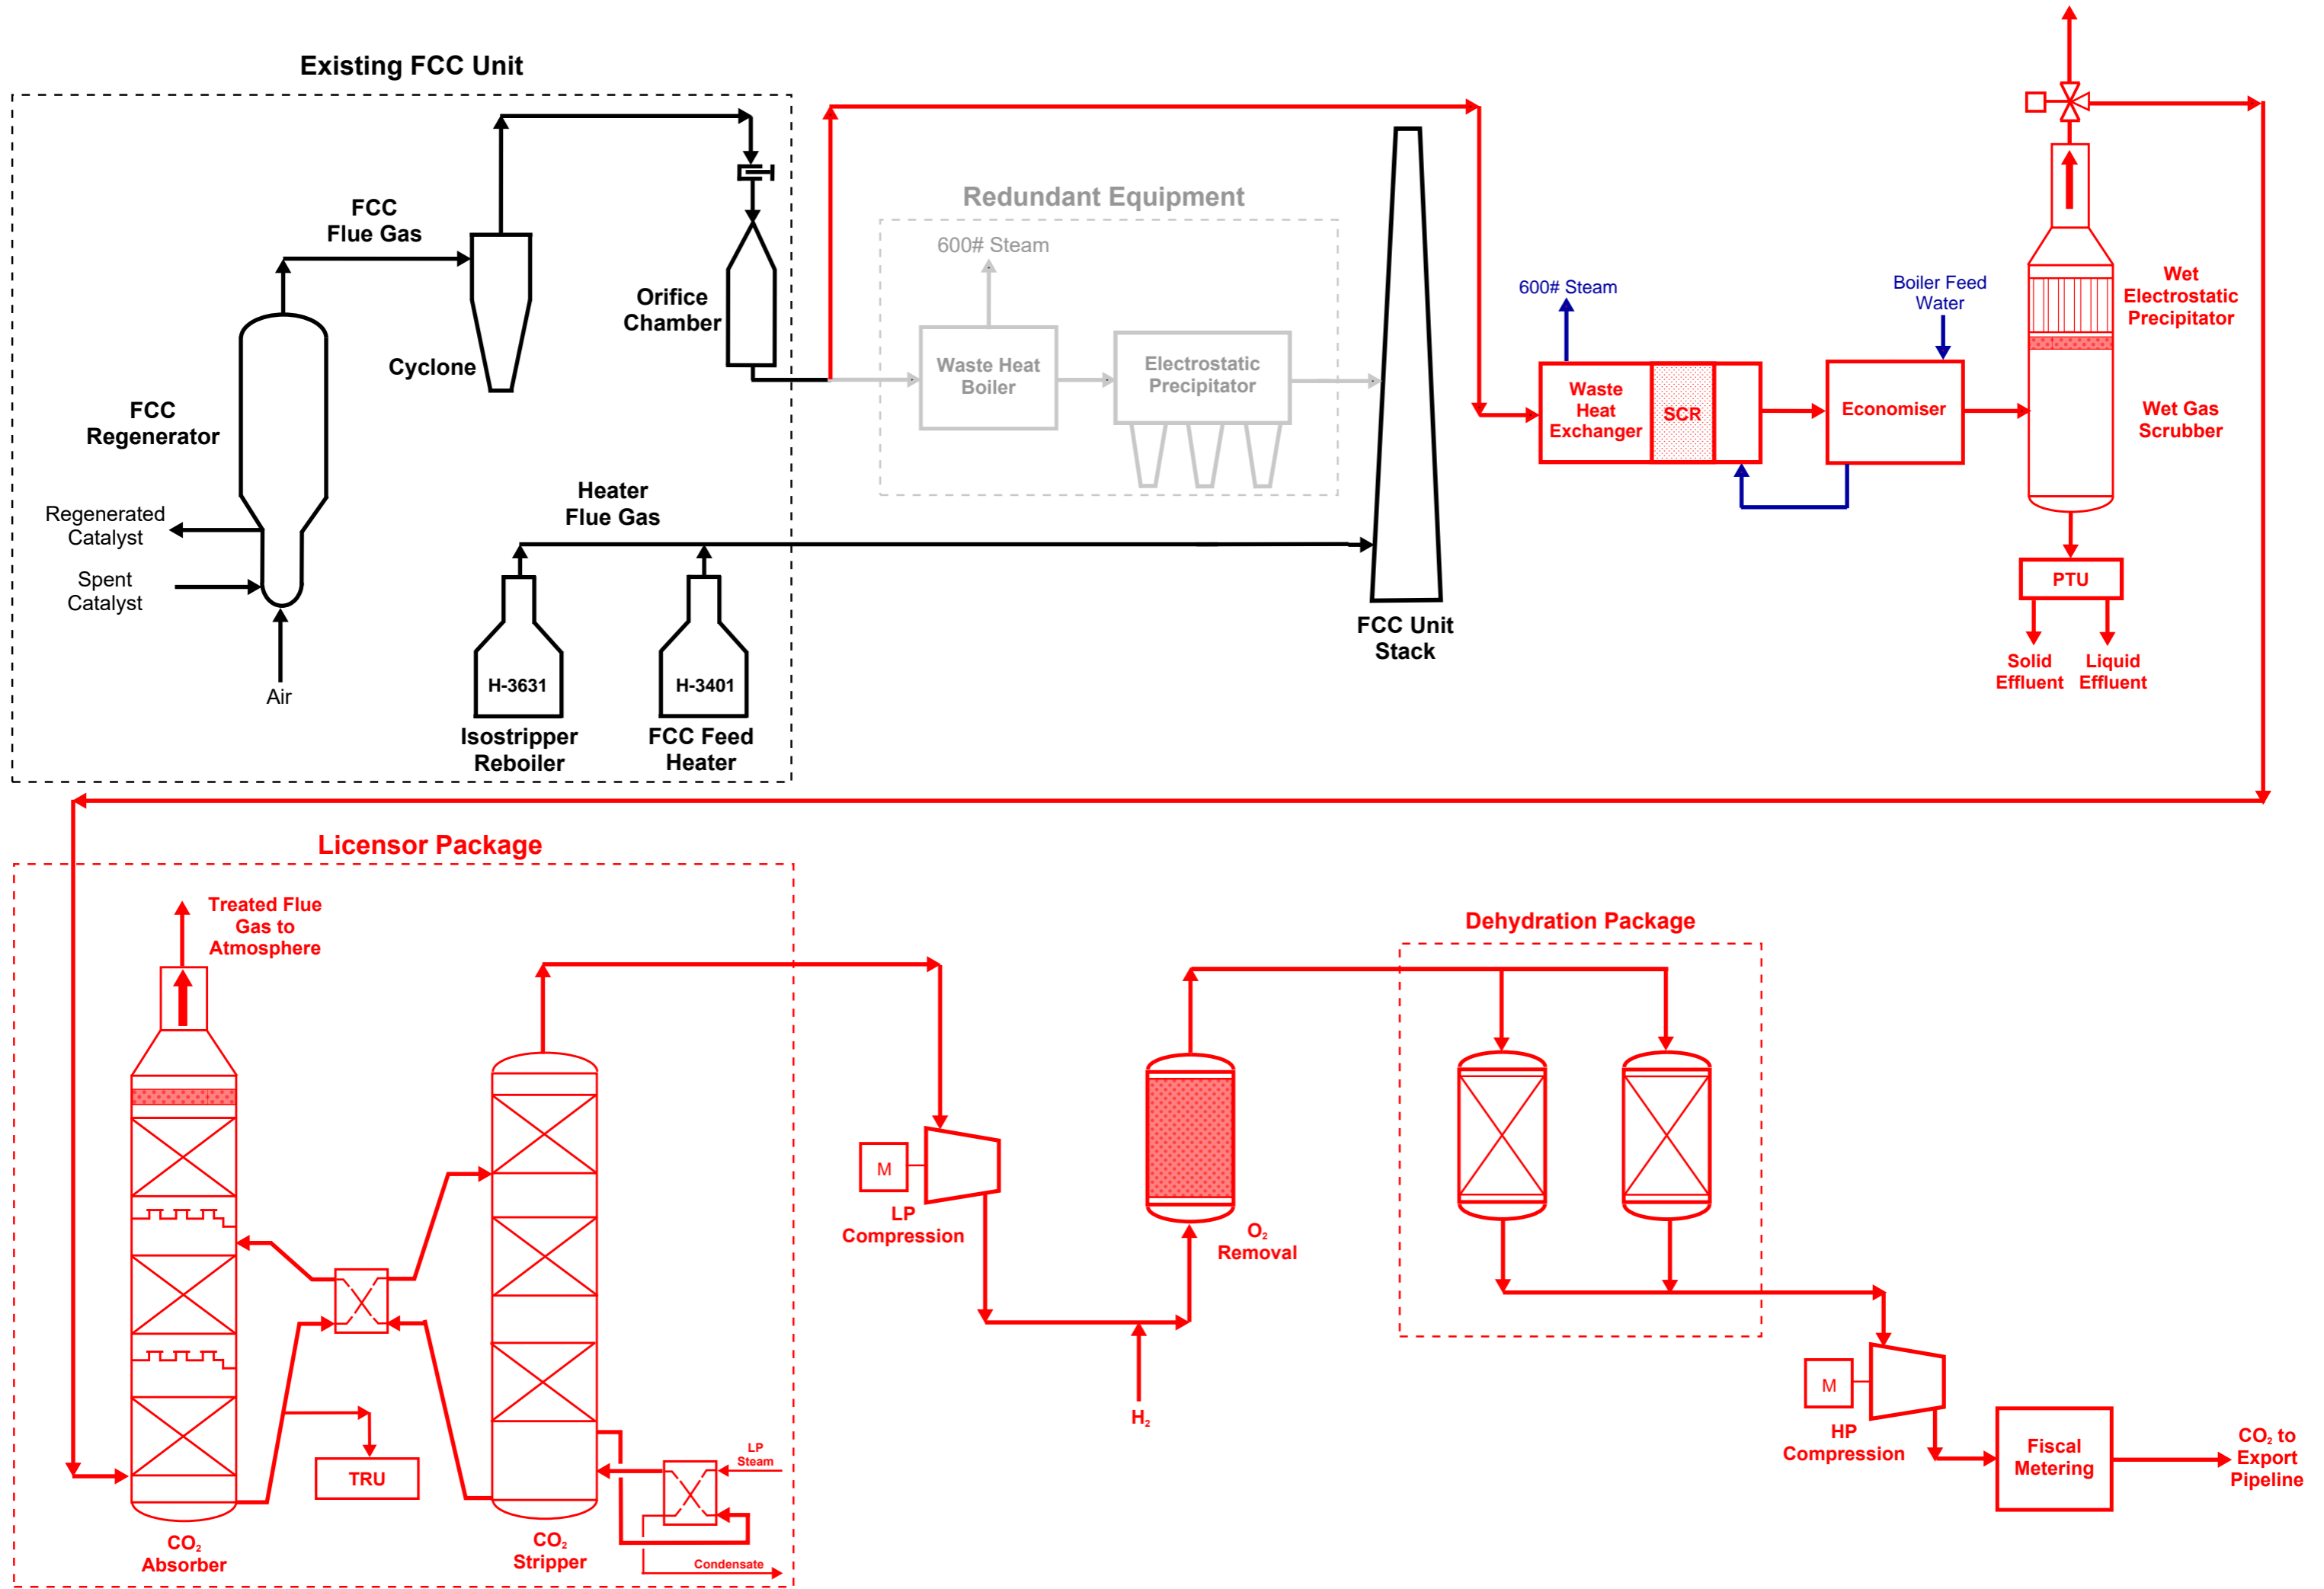 Existing FCC Unit
FCC
Flue Gas
Cyclone
Orifice
Chamber
FCC
Regenerator
Regenerated
Catalyst
Spent
Catalyst
Air
Heater
Flue Gas
H-3631
Isostripper
Reboiler
H-3401
FCC Feed
Heater
Redundant Equipment
600# Steam
Waste Heat
Boiler
Electrostatic
Precipitator
FCC Unit
Stack
600# Steam
Waste
Heat
Exchanger
SCR
Boiler Feed
Water
Economiser
Wet
Electrostatic
Precipitator
Wet Gas
Scrubber
PTU
Solid
Effluent
Liquid
Effluent
Licensor Package
Treated Flue
Gas to
Atmosphere
TRU
CO₂
Absorber
CO₂
Stripper
LP
Steam
Condensate
M
LP
Compression
H₂
O₂
Removal
Dehydration Package
M
HP
Compression
Fiscal
Metering
CO₂ to
Export
Pipeline